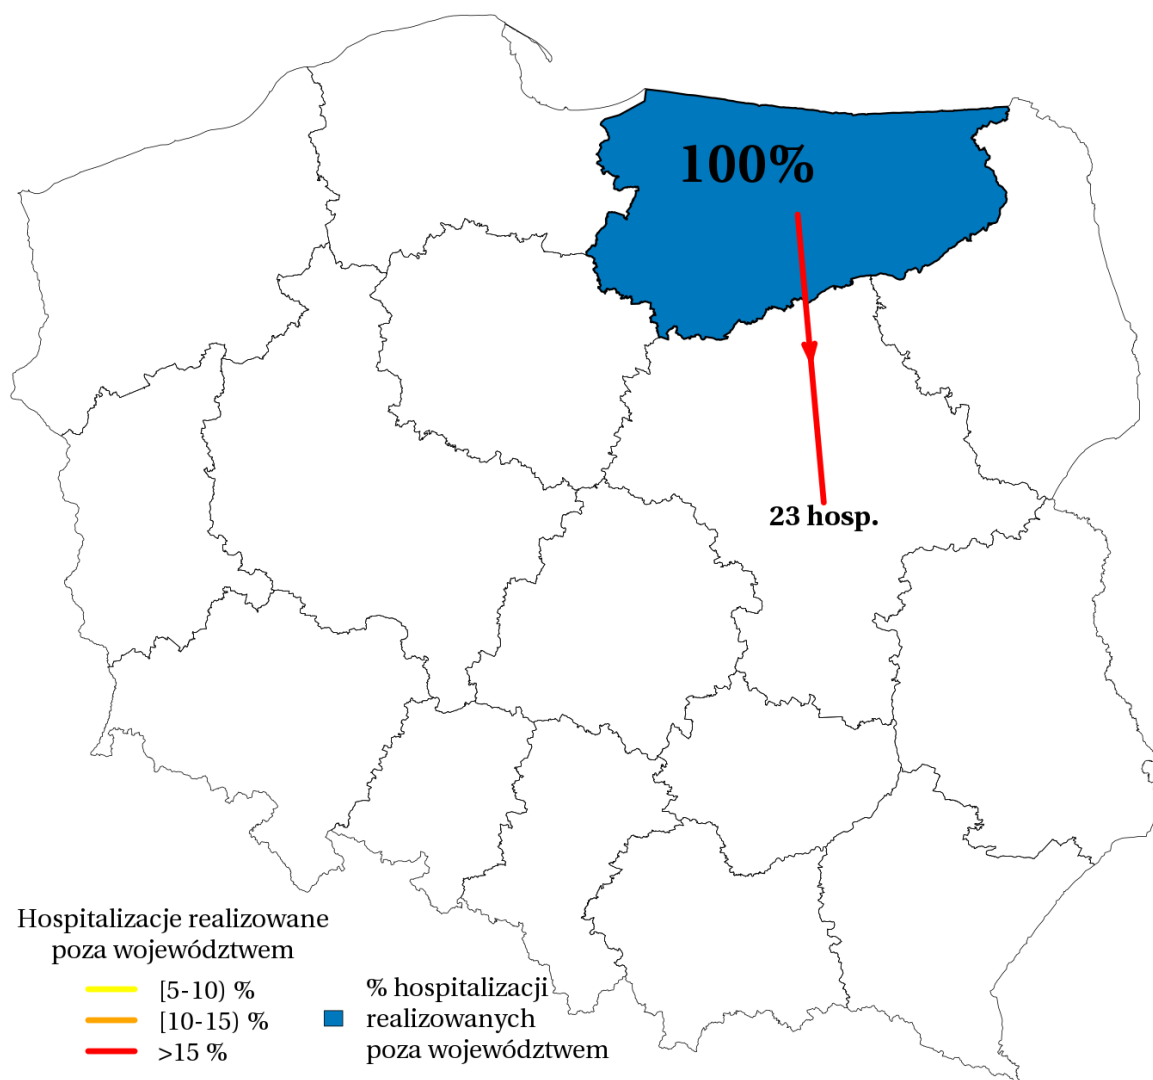 100%
23 hosp.
Hospitalizacje realizowane
poza województwem
[5-10) %
[10-15) %
>15 %
% hospitalizacji
realizowanych
poza województwem